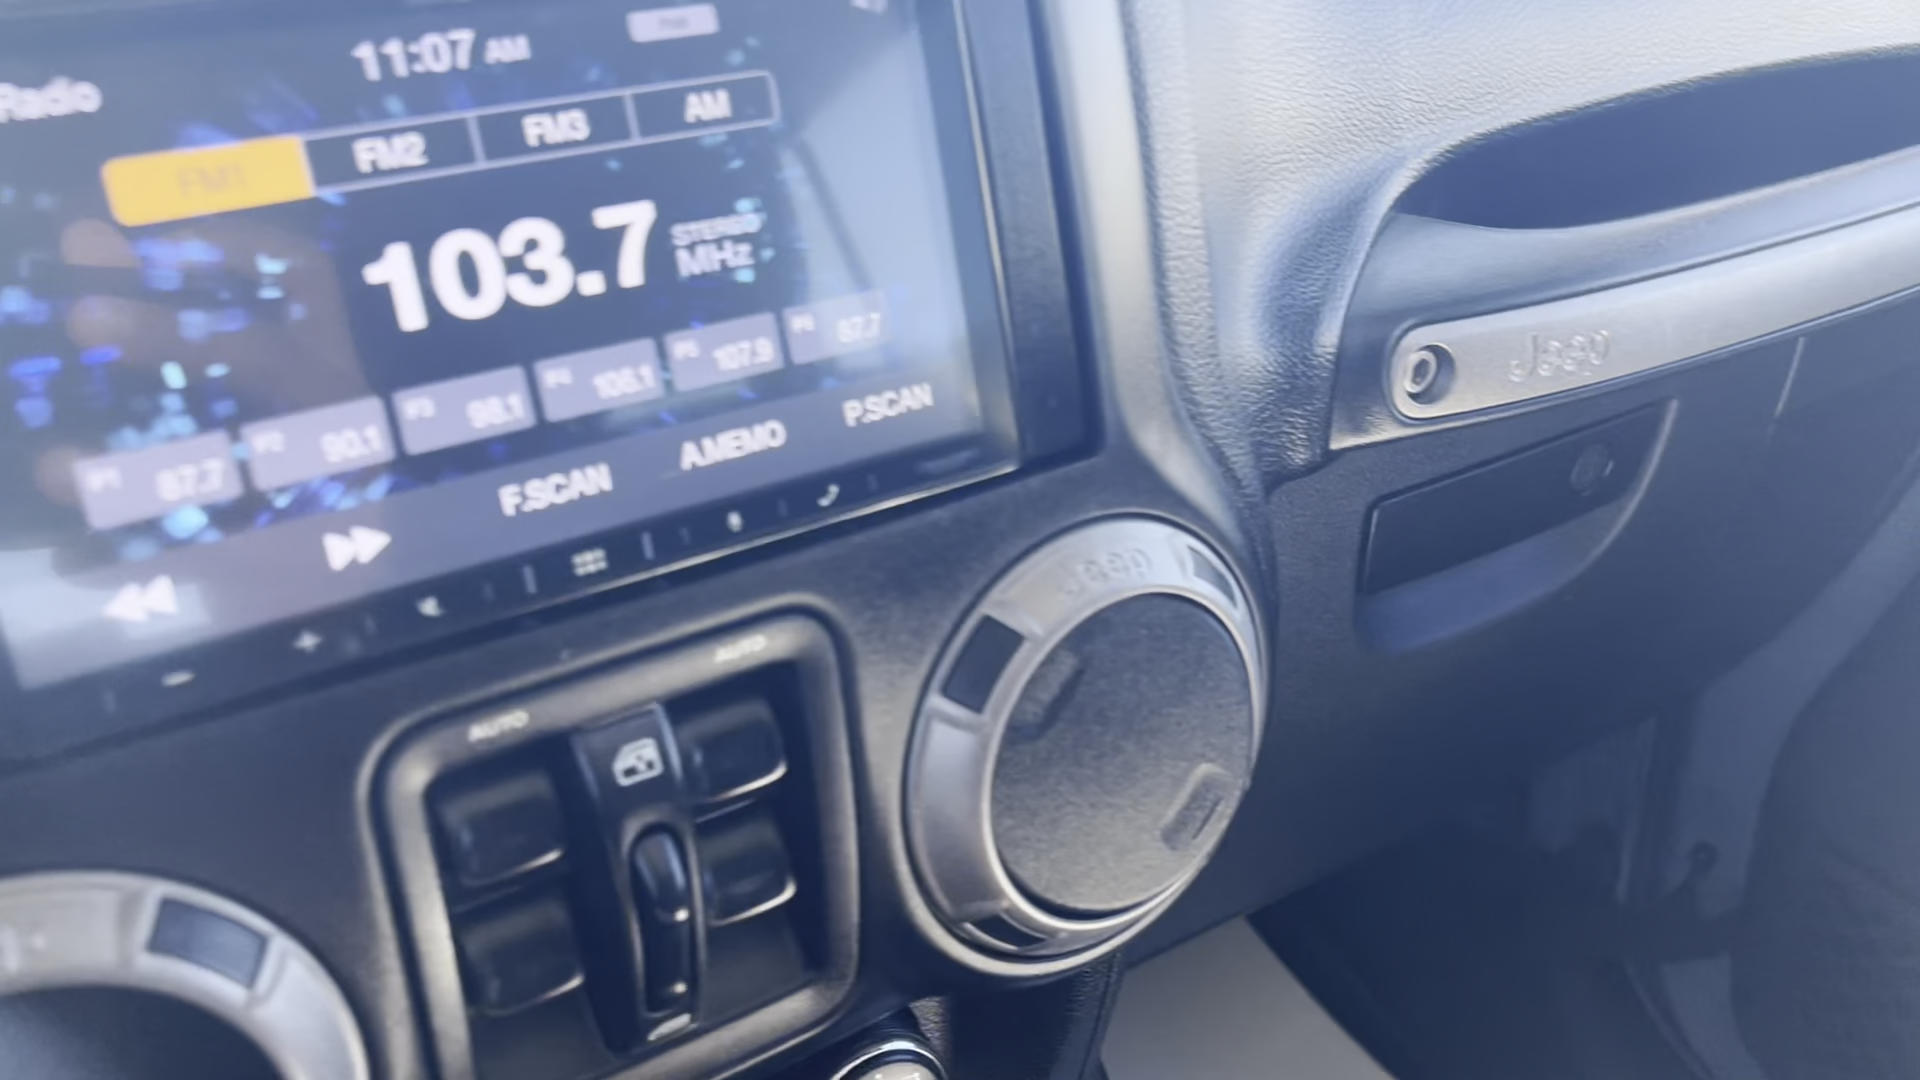 11:07 AM
Radio
FM1 FM2 FM3 AM
103.7 STEREO
MHz
P1 87.7 P2 90.1 P3 98.1 P4 106.1 P5 107.9 P6 87.7
F.SCAN A.MEMO P.SCAN
Jeep
Jeep
AUTO AUTO